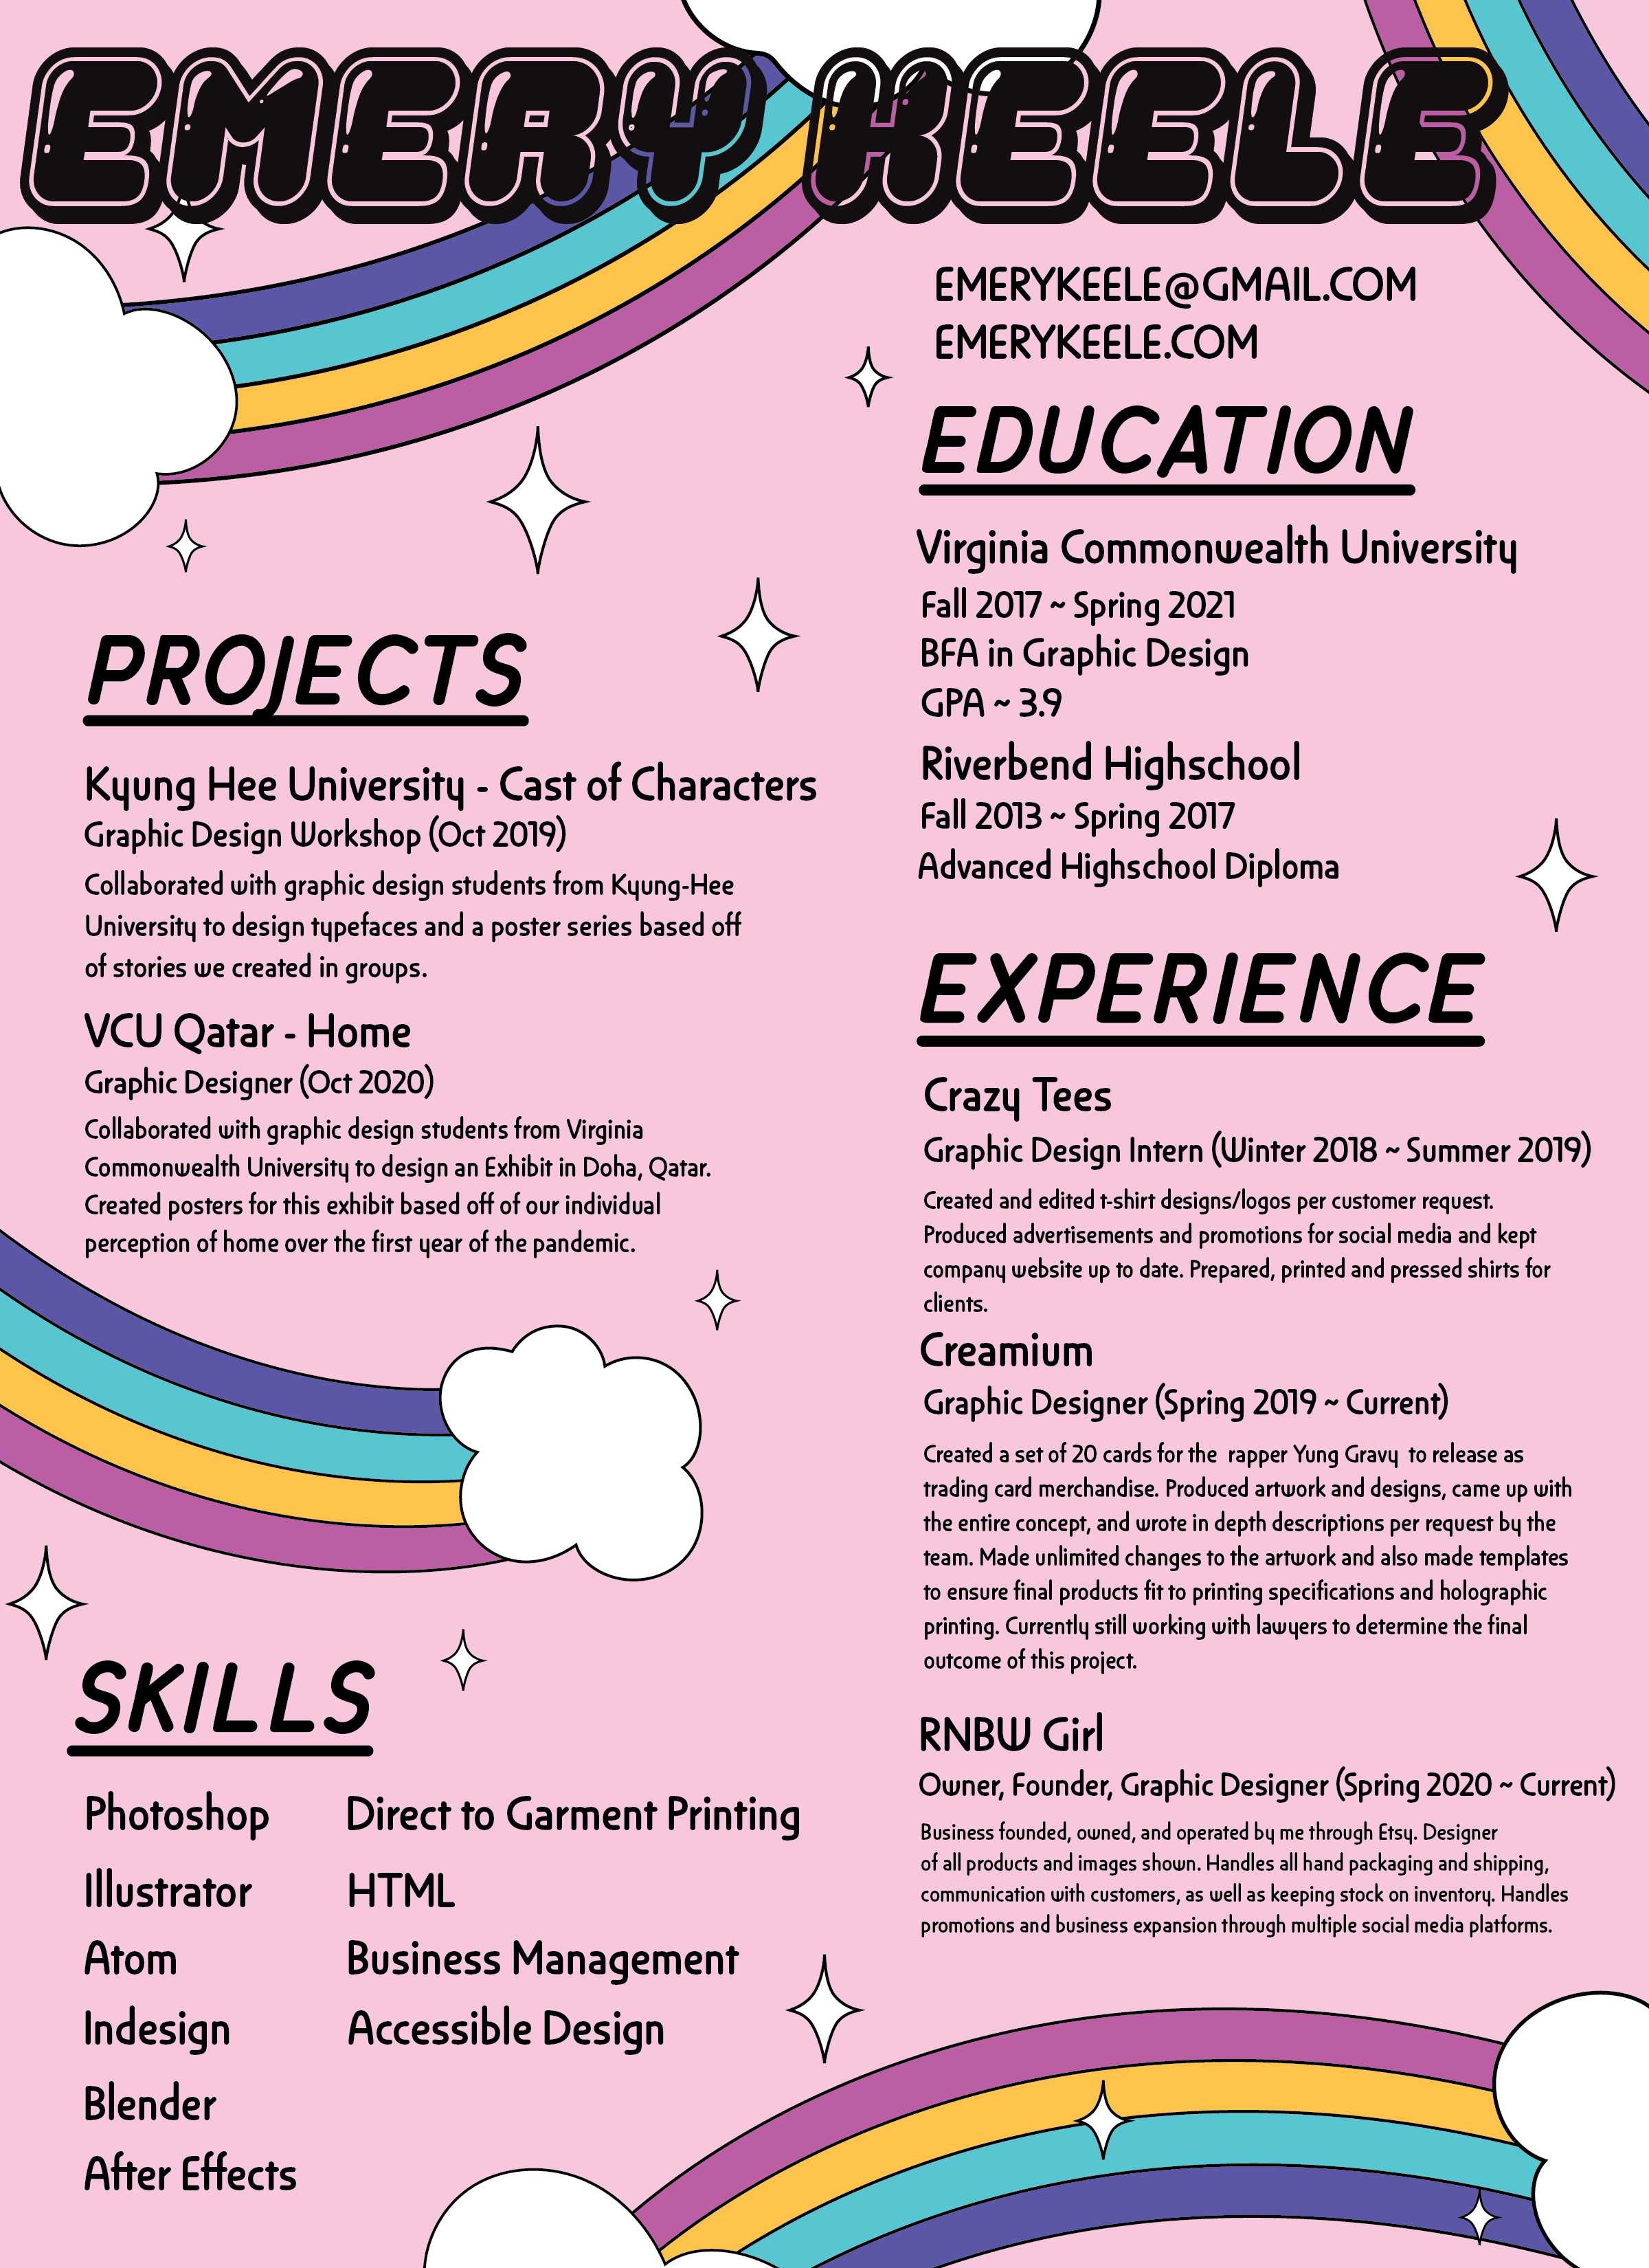 EMERY KEELE
EMERYKEELE@GMAIL.COM
EMERYKEELE.COM
EDUCATION
Virginia Commonwealth University
Fall 2017 ~ Spring 2021
BFA in Graphic Design
GPA ~ 3.9
Riverbend Highschool
Fall 2013 ~ Spring 2017
Advanced Highschool Diploma
PROJECTS
Kyung Hee University - Cast of Characters
Graphic Design Workshop (Oct 2019)
Collaborated with graphic design students from Kyung-Hee
University to design typefaces and a poster series based off
of stories we created in groups.
VCU Qatar - Home
Graphic Designer (Oct 2020)
Collaborated with graphic design students from Virginia
Commonwealth University to design an Exhibit in Doha, Qatar.
Created posters for this exhibit based off of our individual
perception of home over the first year of the pandemic.
EXPERIENCE
Crazy Tees
Graphic Design Intern (Winter 2018 ~ Summer 2019)
Created and edited t-shirt designs/logos per customer request.
Produced advertisements and promotions for social media and kept
company website up to date. Prepared, printed and pressed shirts for
clients.
Creamium
Graphic Designer (Spring 2019 ~ Current)
Created a set of 20 cards for the  rapper Yung Gravy  to release as
trading card merchandise. Produced artwork and designs, came up with
the entire concept, and wrote in depth descriptions per request by the
team. Made unlimited changes to the artwork and also made templates
to ensure final products fit to printing specifications and holographic
printing. Currently still working with lawyers to determine the final
outcome of this project.
RNBW Girl
Owner, Founder, Graphic Designer (Spring 2020 ~ Current)
Business founded, owned, and operated by me through Etsy. Designer
of all products and images shown. Handles all hand packaging and shipping,
communication with customers, as well as keeping stock on inventory. Handles
promotions and business expansion through multiple social media platforms.
SKILLS
Photoshop
Illustrator
Atom
Indesign
Blender
After Effects
Direct to Garment Printing
HTML
Business Management
Accessible Design